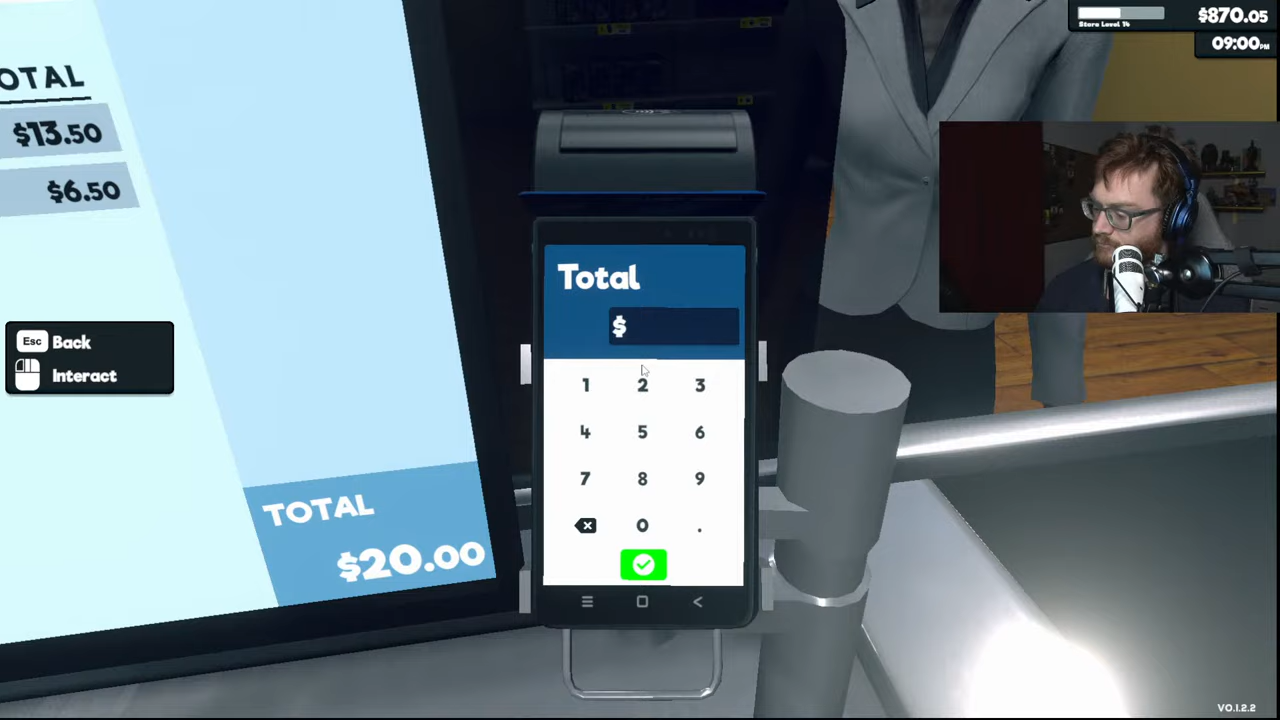 $870.05
Store Level 14
09:00PM
OTAL
$13.50
$6.50
Total
$
Esc Back
Interact
1 2 3
4 5 6
7 8 9
0 .
TOTAL
$20.00
V0.1.2.2